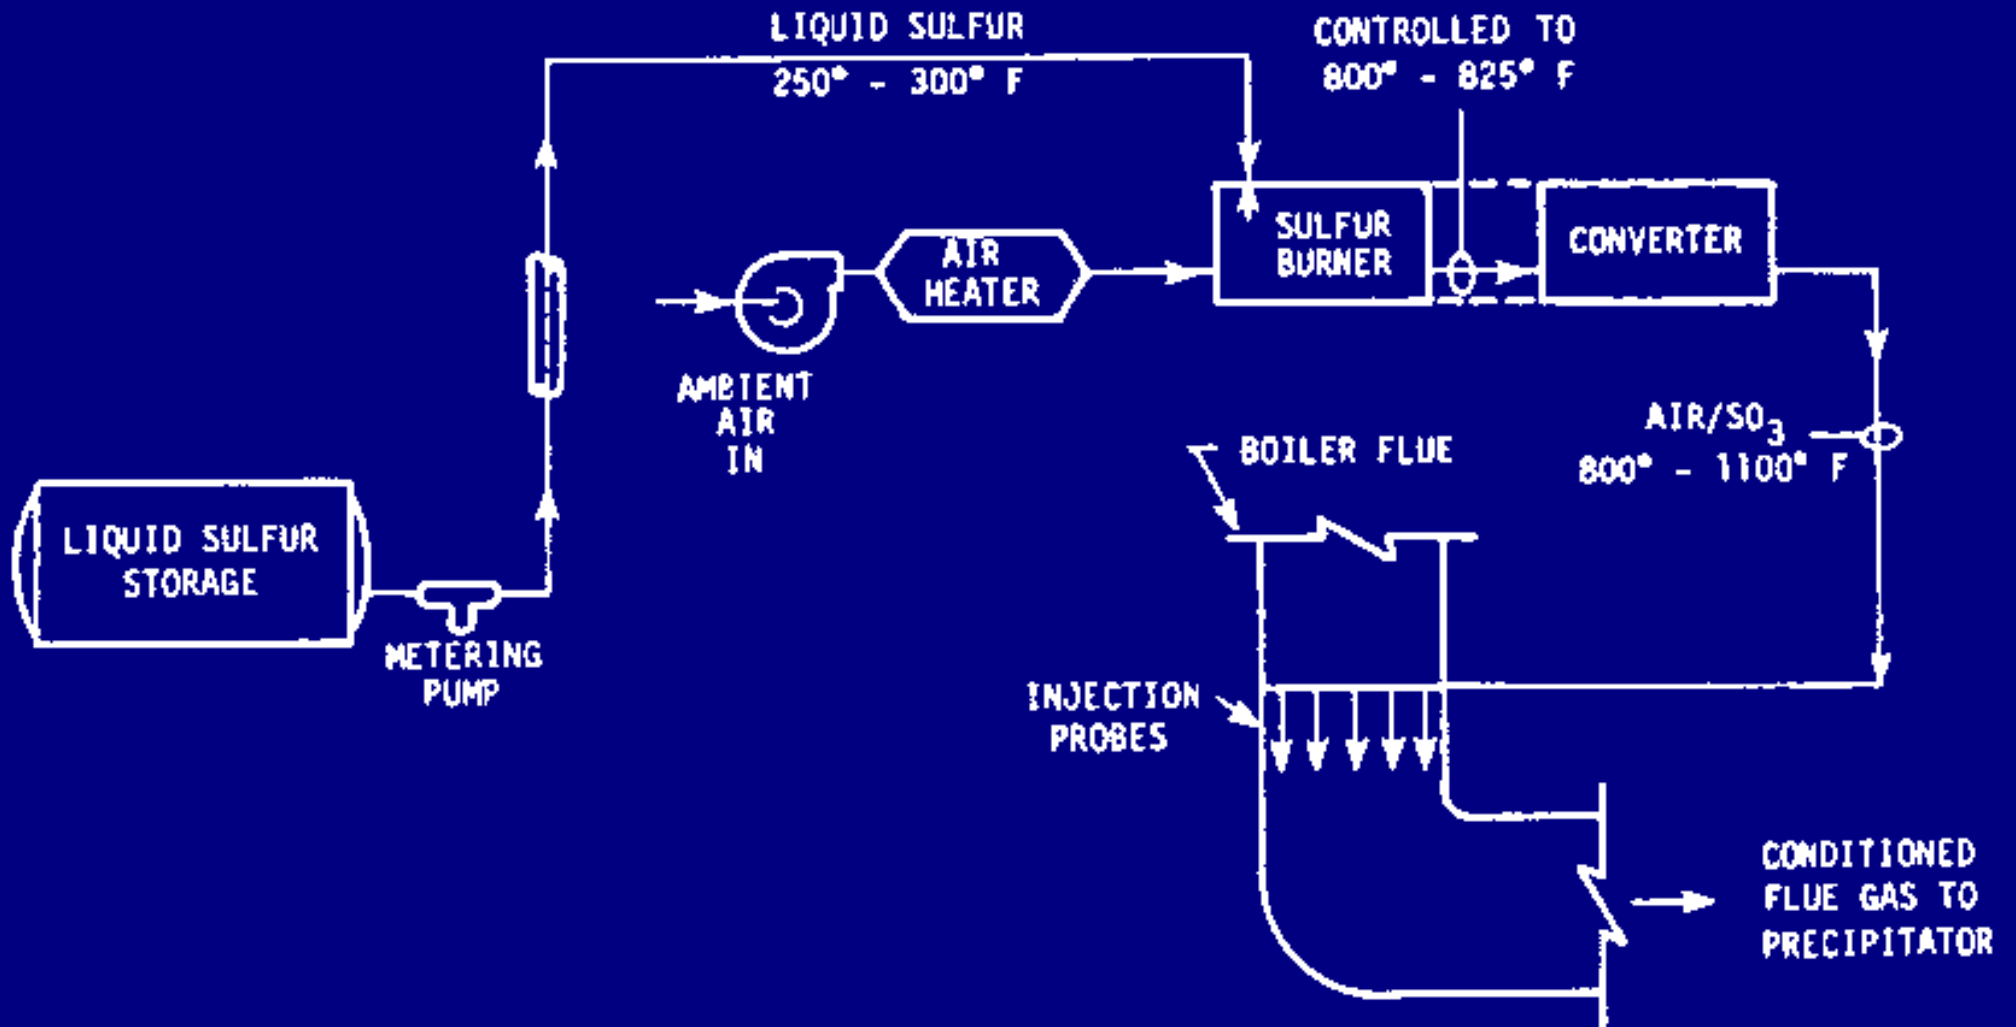 LIQUID SULFUR
250° - 300° F
CONTROLLED TO
800° - 825° F
SULFUR
BURNER
CONVERTER
AIR
HEATER
AMBIENT
AIR
IN
AIR/SO₃
800° - 1100° F
BOILER FLUE
LIQUID SULFUR
STORAGE
METERING
PUMP
INJECTION
PROBES
CONDITIONED
FLUE GAS TO
PRECIPITATOR